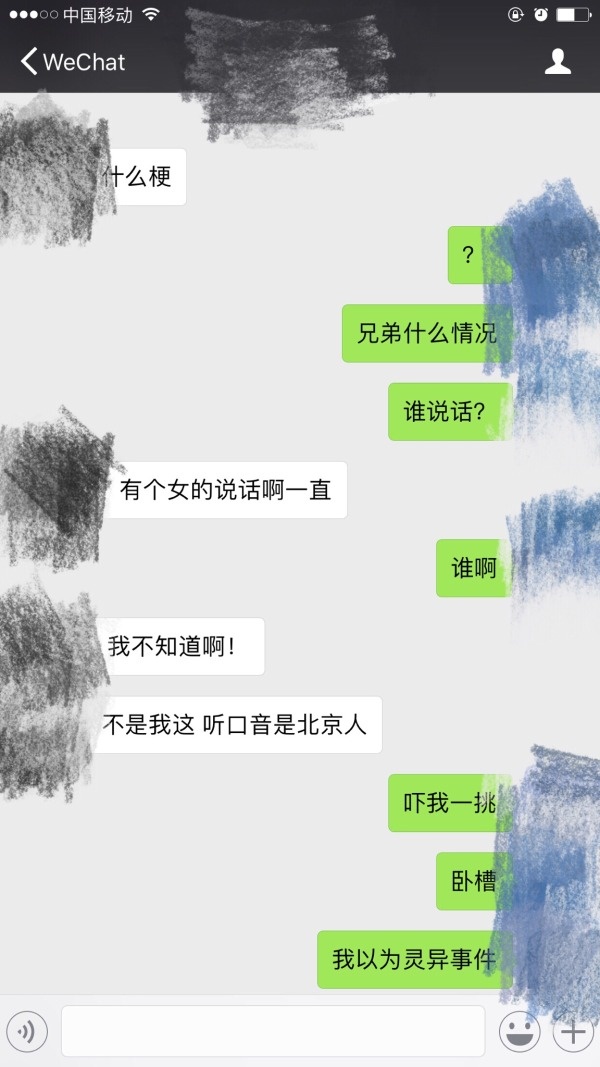 中国移动
WeChat
什么梗
?
兄弟什么情况
谁说话?
有个女的说话啊一直
谁啊
我不知道啊!
不是我这 听口音是北京人
吓我一挑
卧槽
我以为灵异事件